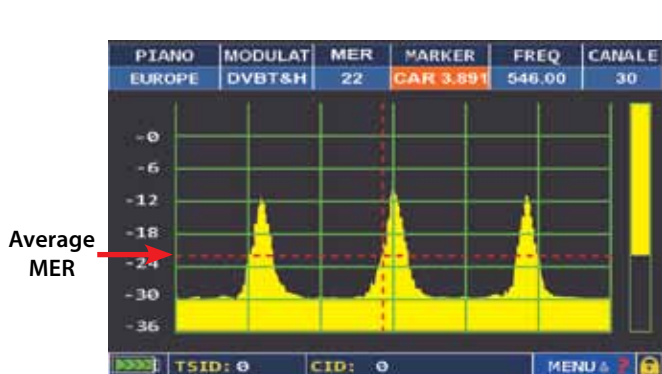 PIANO MODULAT MER MARKER FREQ CANALE
EUROPE DVBT&H 22 CAR 3.891 546.00 30
-0
-6
-12
-18
Average
MER
-24
-30
-36
TSID: 0 CID: 0 MENU ?